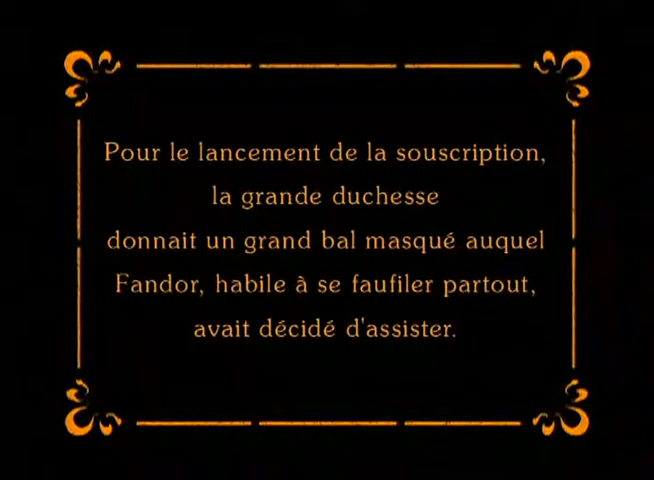 Pour le lancement de la souscription,
la grande duchesse
donnait un grand bal masqué auquel
Fandor, habile à se faufiler partout,
avait décidé d'assister.